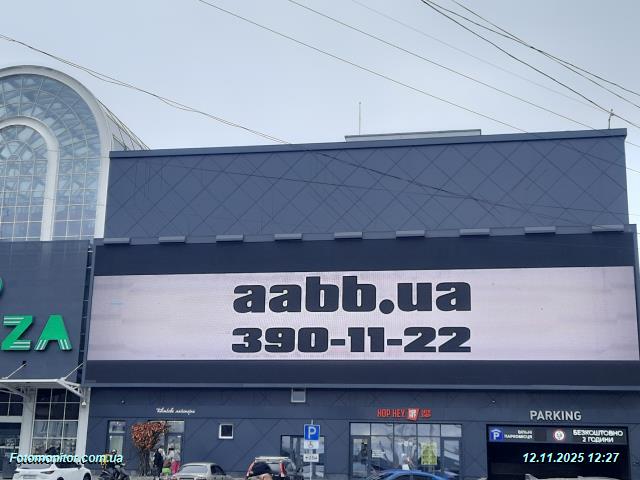 aabb.ua
390-11-22
ZA
HOP HEY
PARKING
P
ВІЛЬНІ
БЕЗКОШТОВНО
2 ГОДИНИ
P
Fotomonitor.com.ua
12.11.2025 12:27